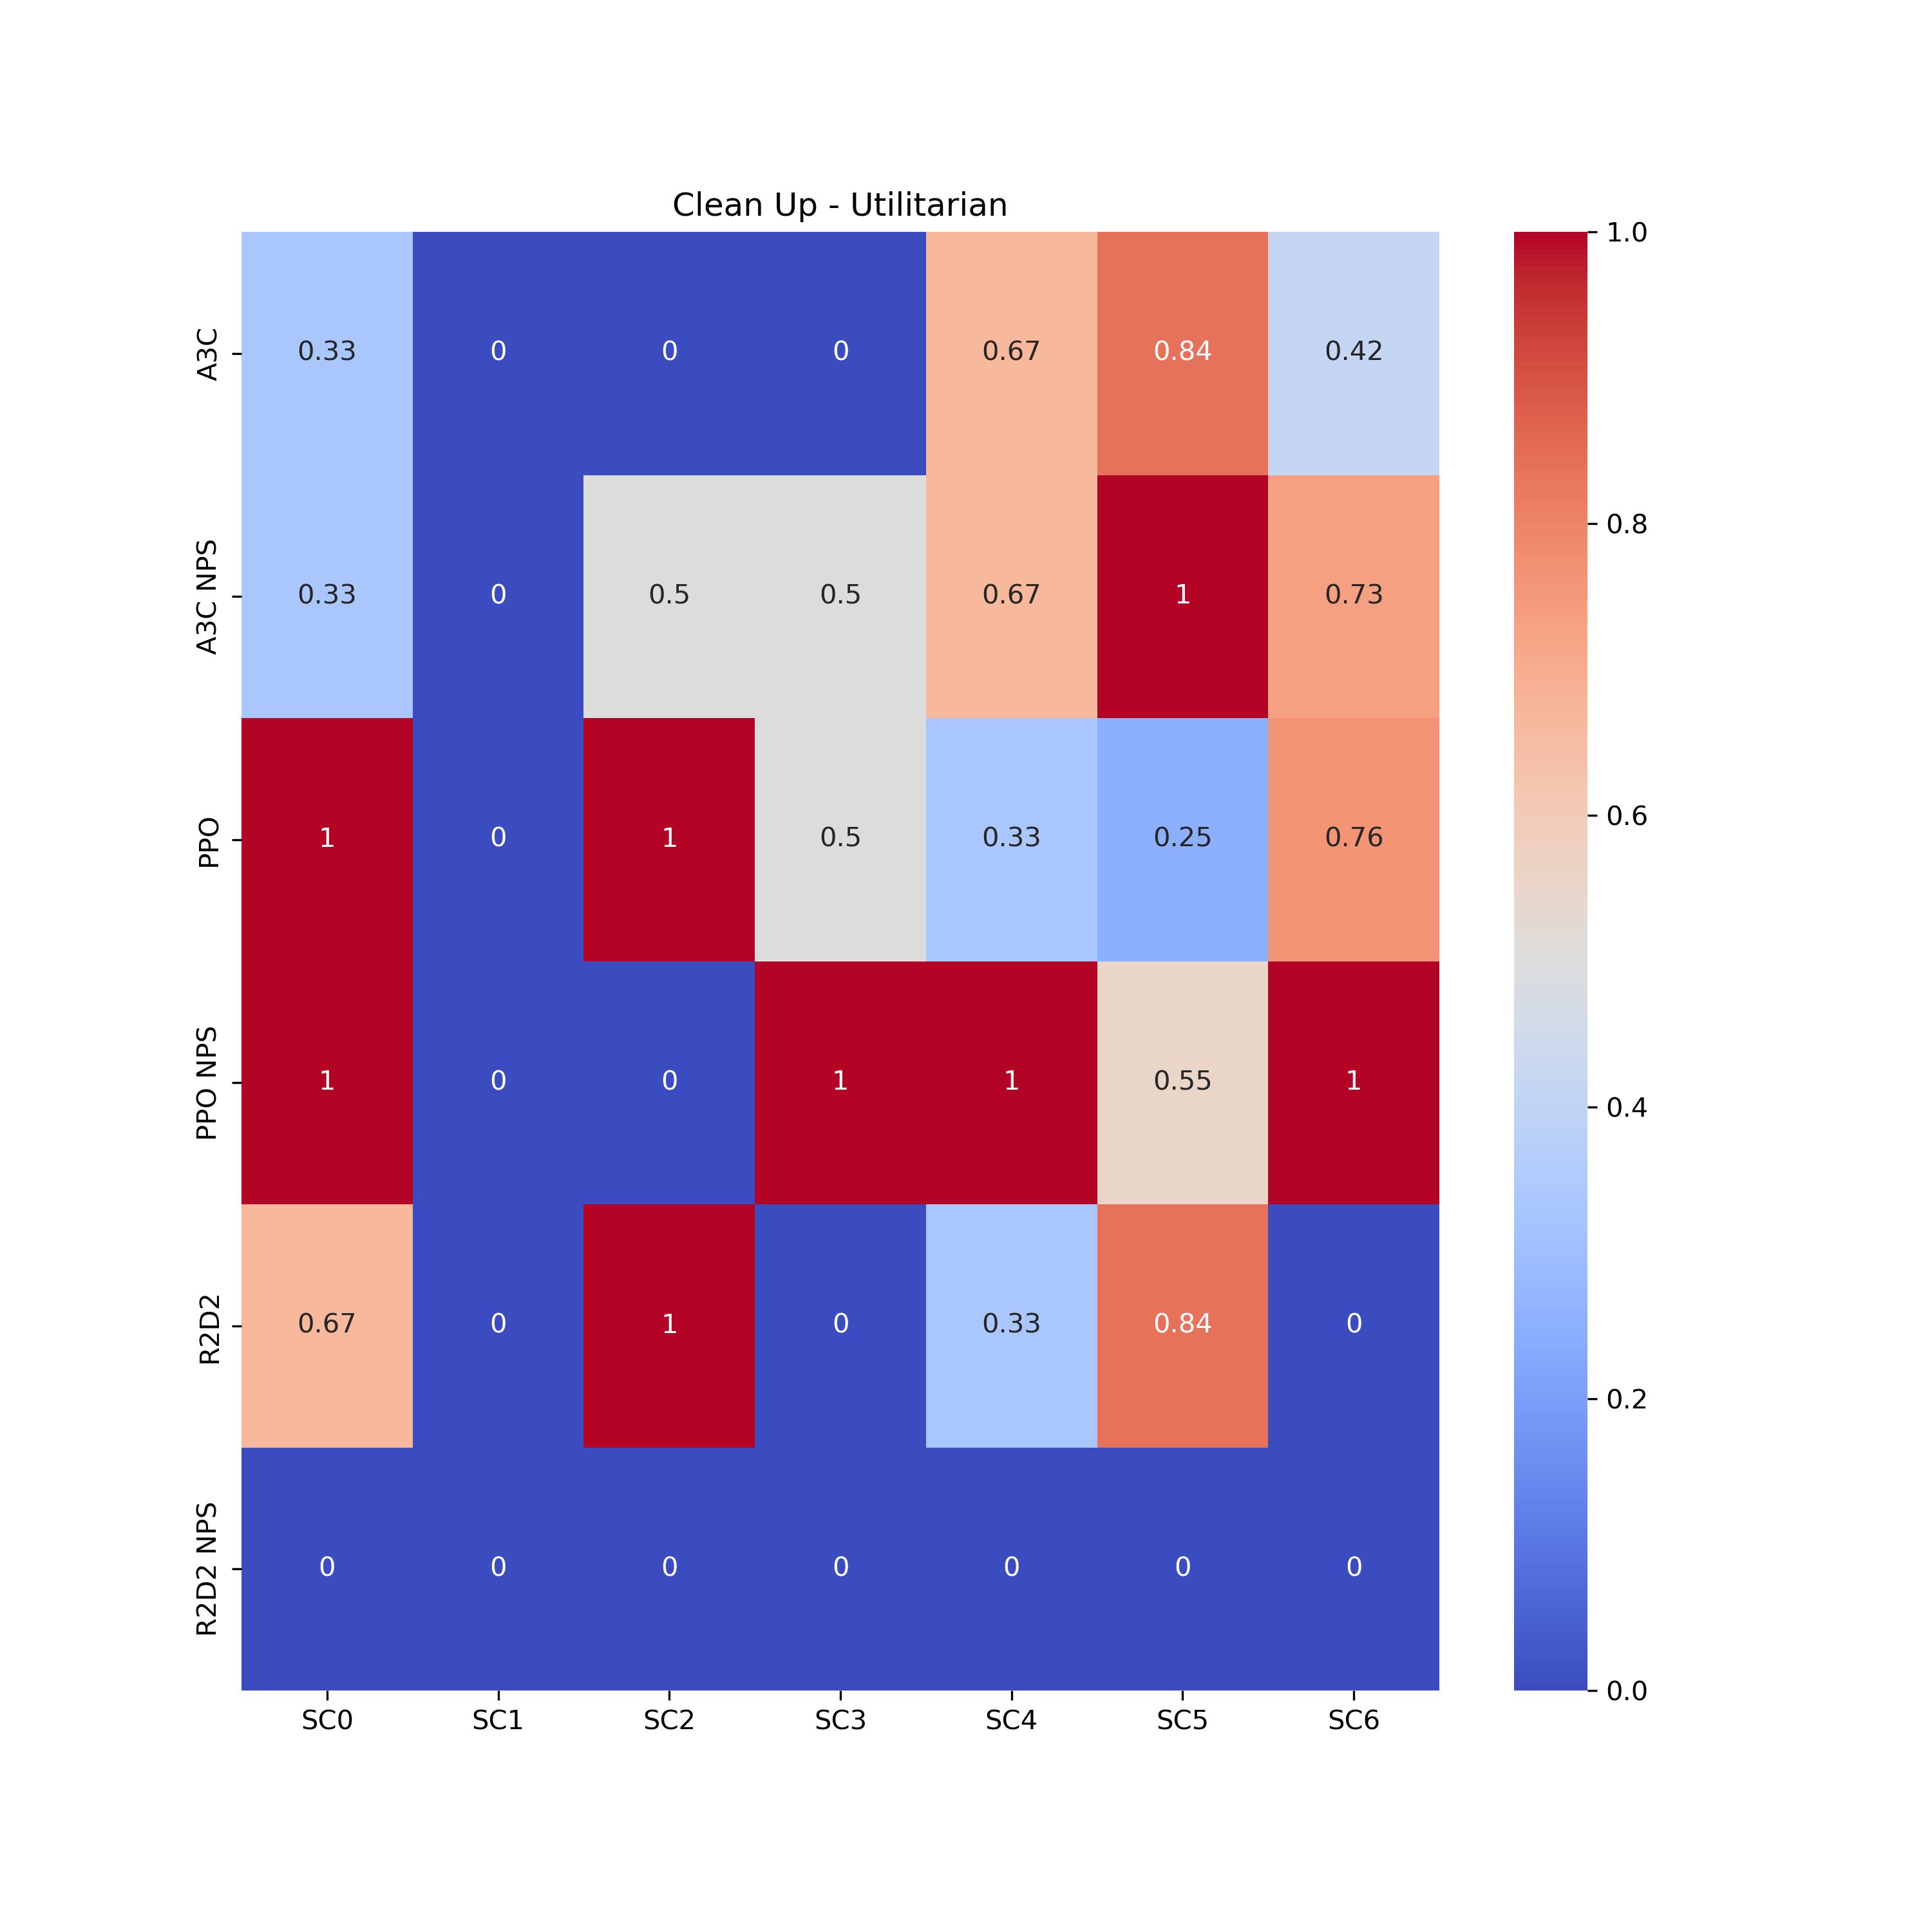 Clean Up - Utilitarian
A3C 0.33 0 0 0 0.67 0.84 0.42
A3C NPS 0.33 0 0.5 0.5 0.67 1 0.73
PPO 1 0 1 0.5 0.33 0.25 0.76
PPO NPS 1 0 0 1 1 0.55 1
R2D2 0.67 0 1 0 0.33 0.84 0
R2D2 NPS 0 0 0 0 0 0 0
SC0 SC1 SC2 SC3 SC4 SC5 SC6
1.0
0.8
0.6
0.4
0.2
0.0